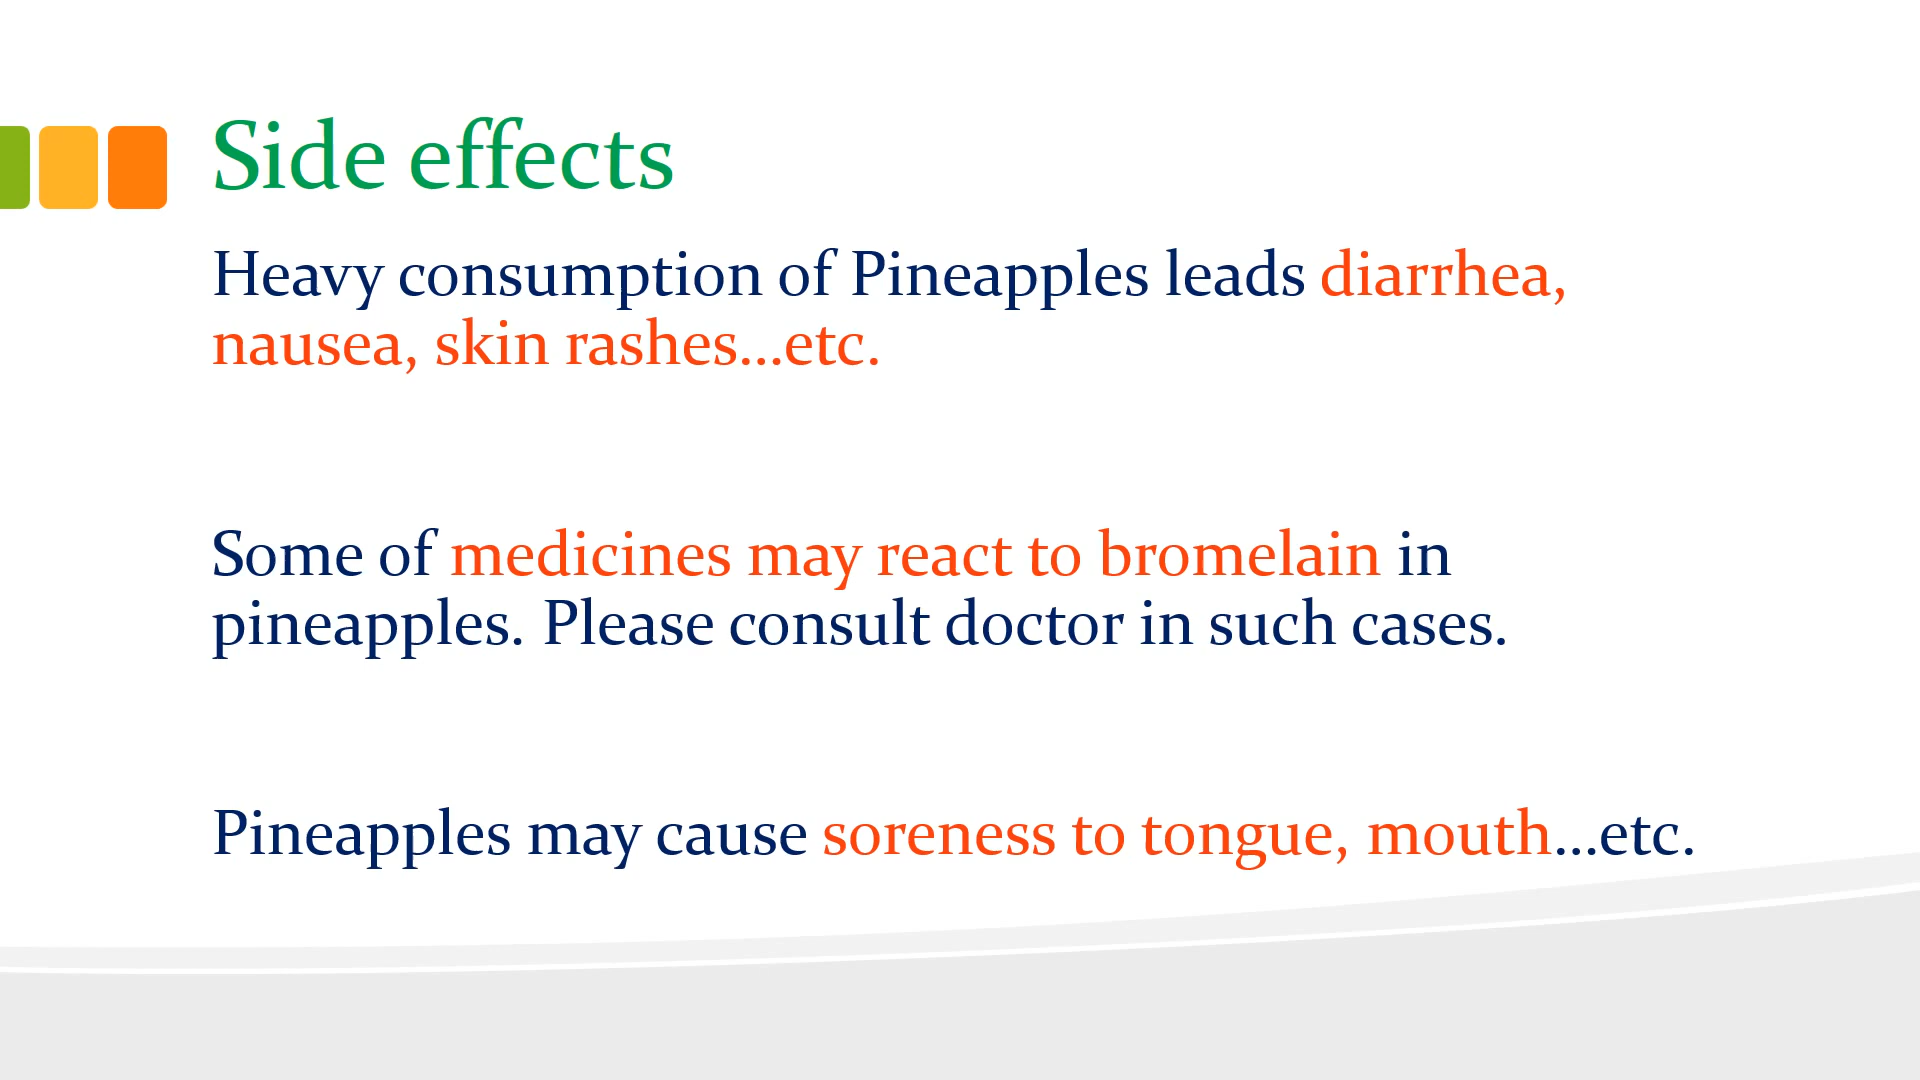 Side effects
Heavy consumption of Pineapples leads diarrhea,
nausea, skin rashes...etc.
Some of medicines may react to bromelain in
pineapples. Please consult doctor in such cases.
Pineapples may cause soreness to tongue, mouth...etc.